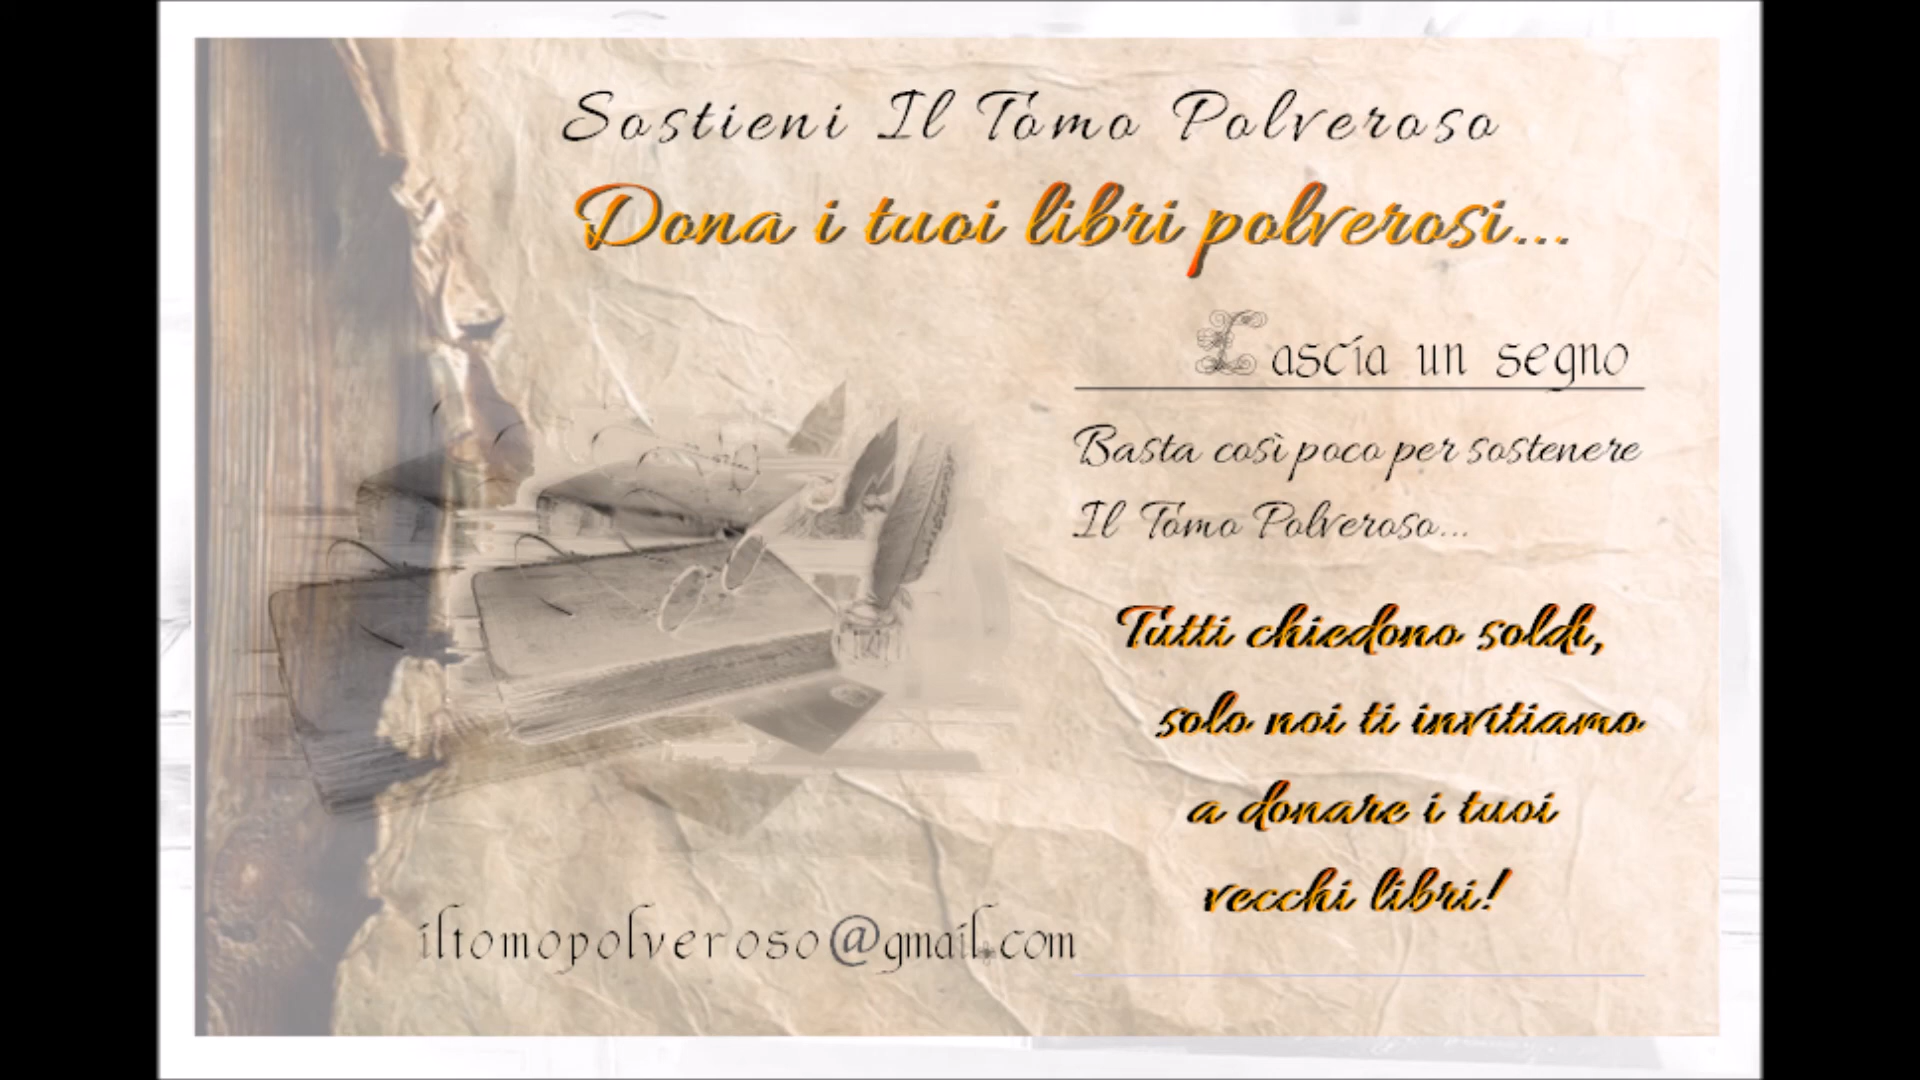 Sostieni Il Tomo Polveroso
Dona i tuoi libri polverosi...
Lascia un segno
Basta così poco per sostenere
Il Tomo Polveroso...
Tutti chiedono soldi,
solo noi ti invitiamo
a donare i tuoi
vecchi libri!
iltomopolveroso@gmail.com